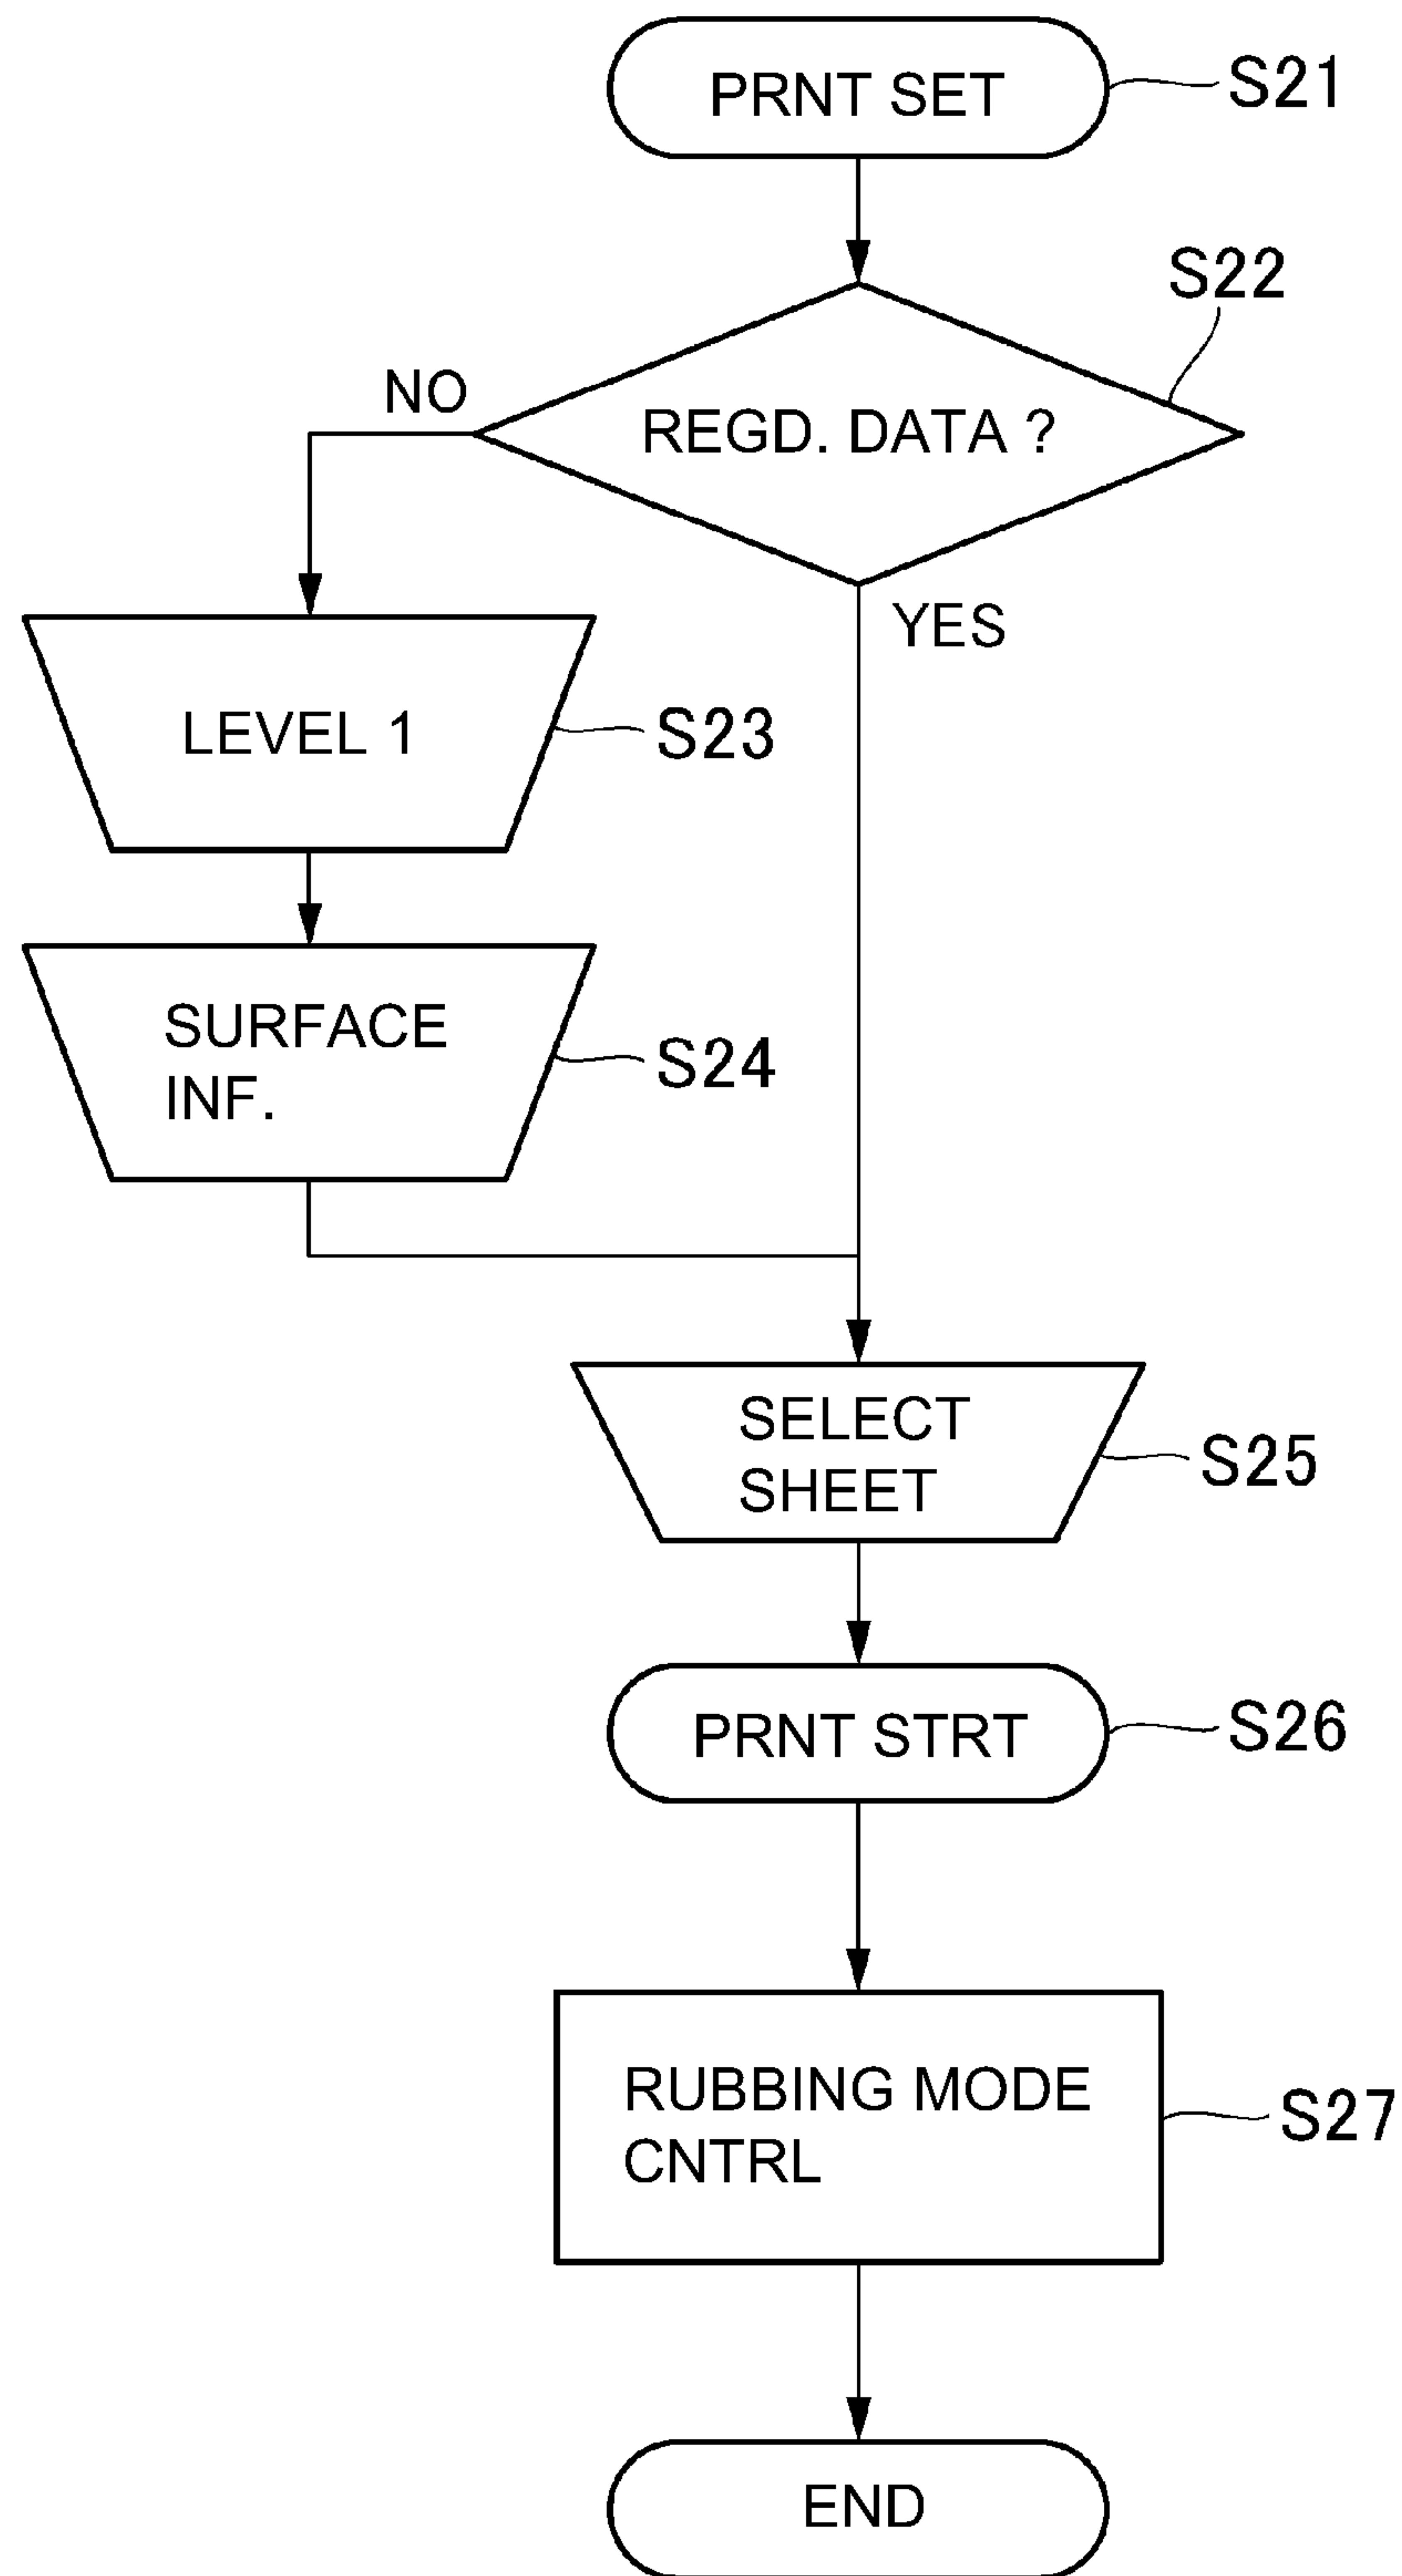 PRNT SET
S21
S22
NO
REGD. DATA ?
YES
LEVEL 1
S23
SURFACE
INF.
S24
SELECT
SHEET
S25
PRNT STRT
S26
RUBBING MODE
CNTRL
S27
END